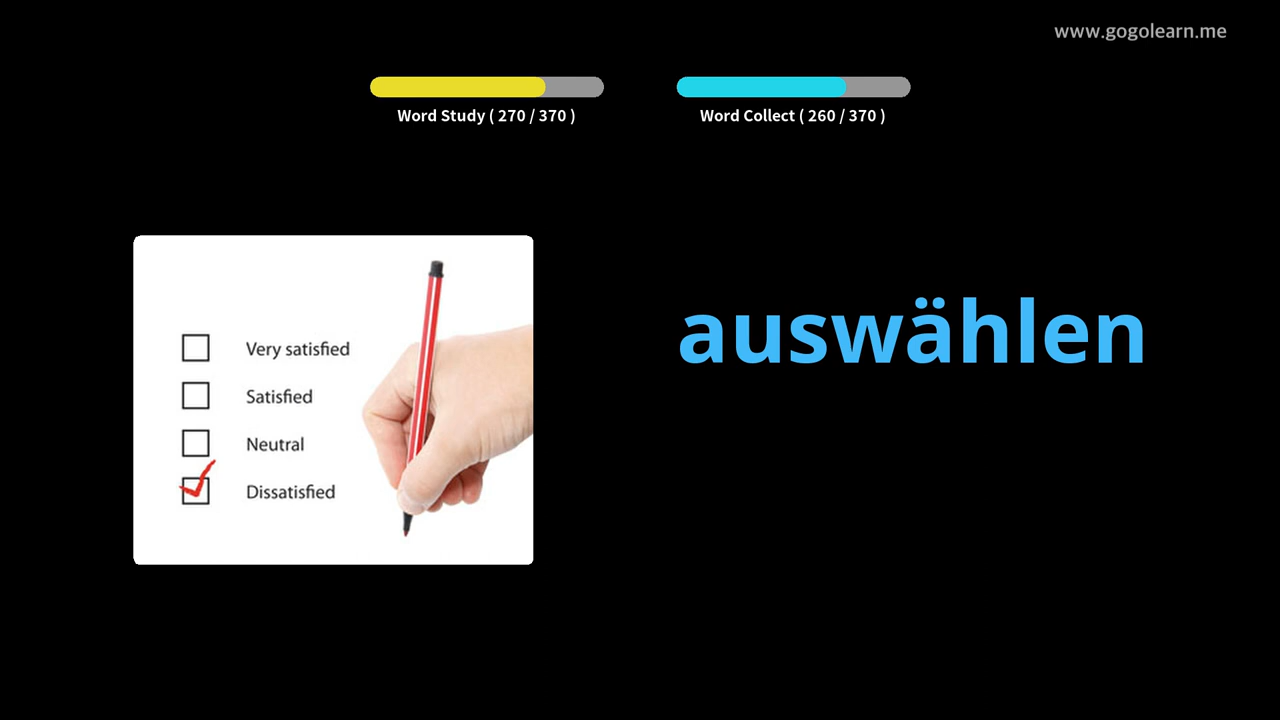 www.gogolearn.me
Word Study ( 270 / 370 )
Word Collect ( 260 / 370 )
auswählen
Very satisfied
Satisfied
Neutral
Dissatisfied